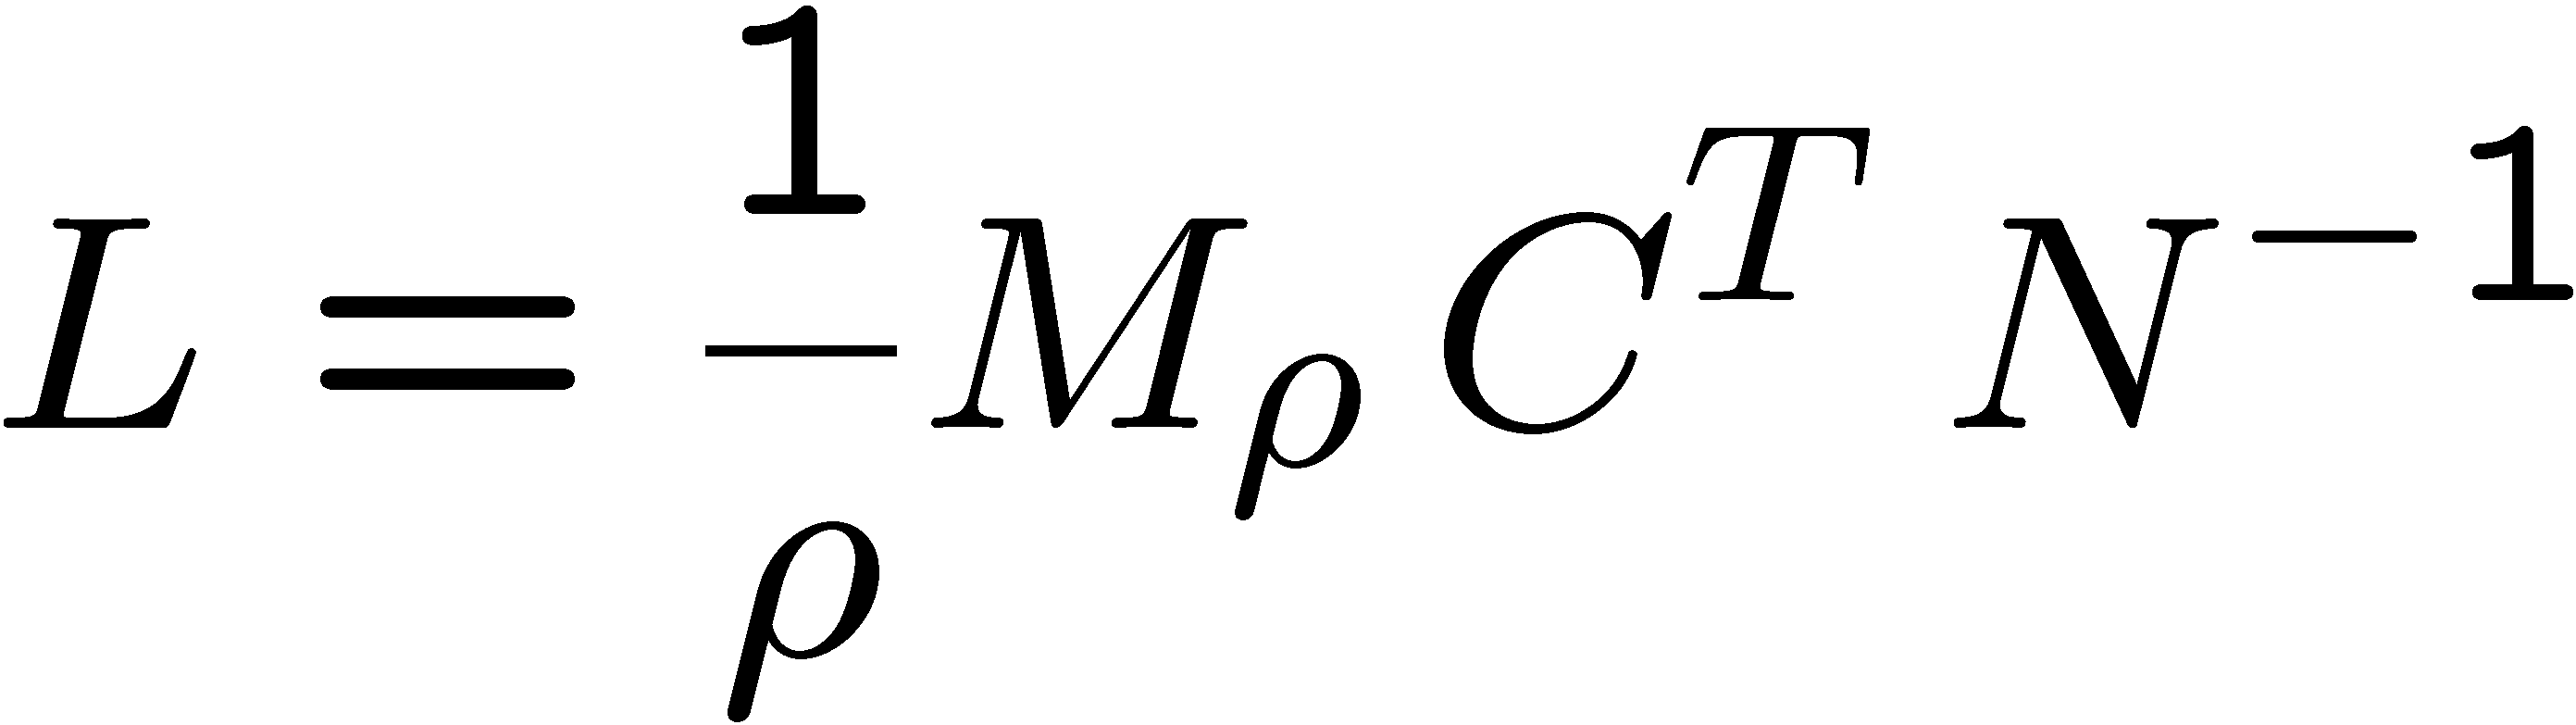 L = \frac{1}{\rho} M_{\rho} C^{T} N^{-1}